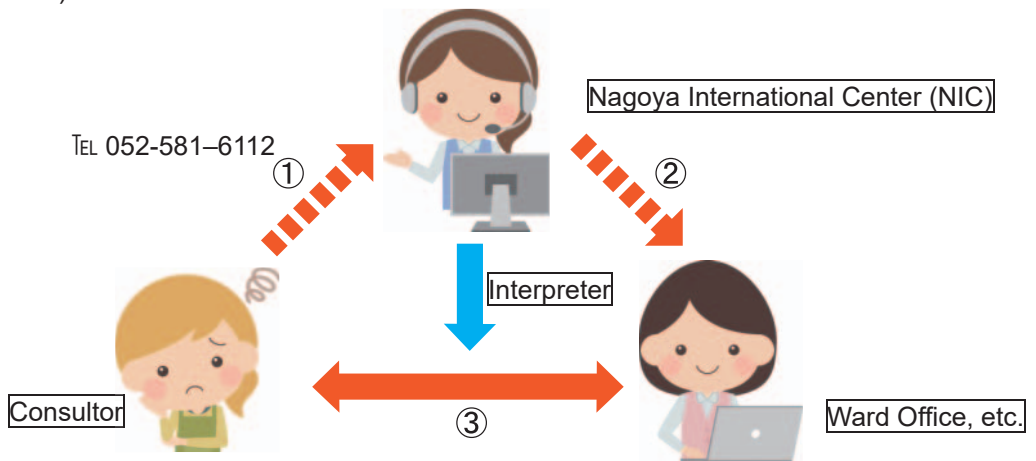 )
Nagoya International Center (NIC)
TEL 052-581–6112
①
②
Interpreter
Consultor
③
Ward Office, etc.